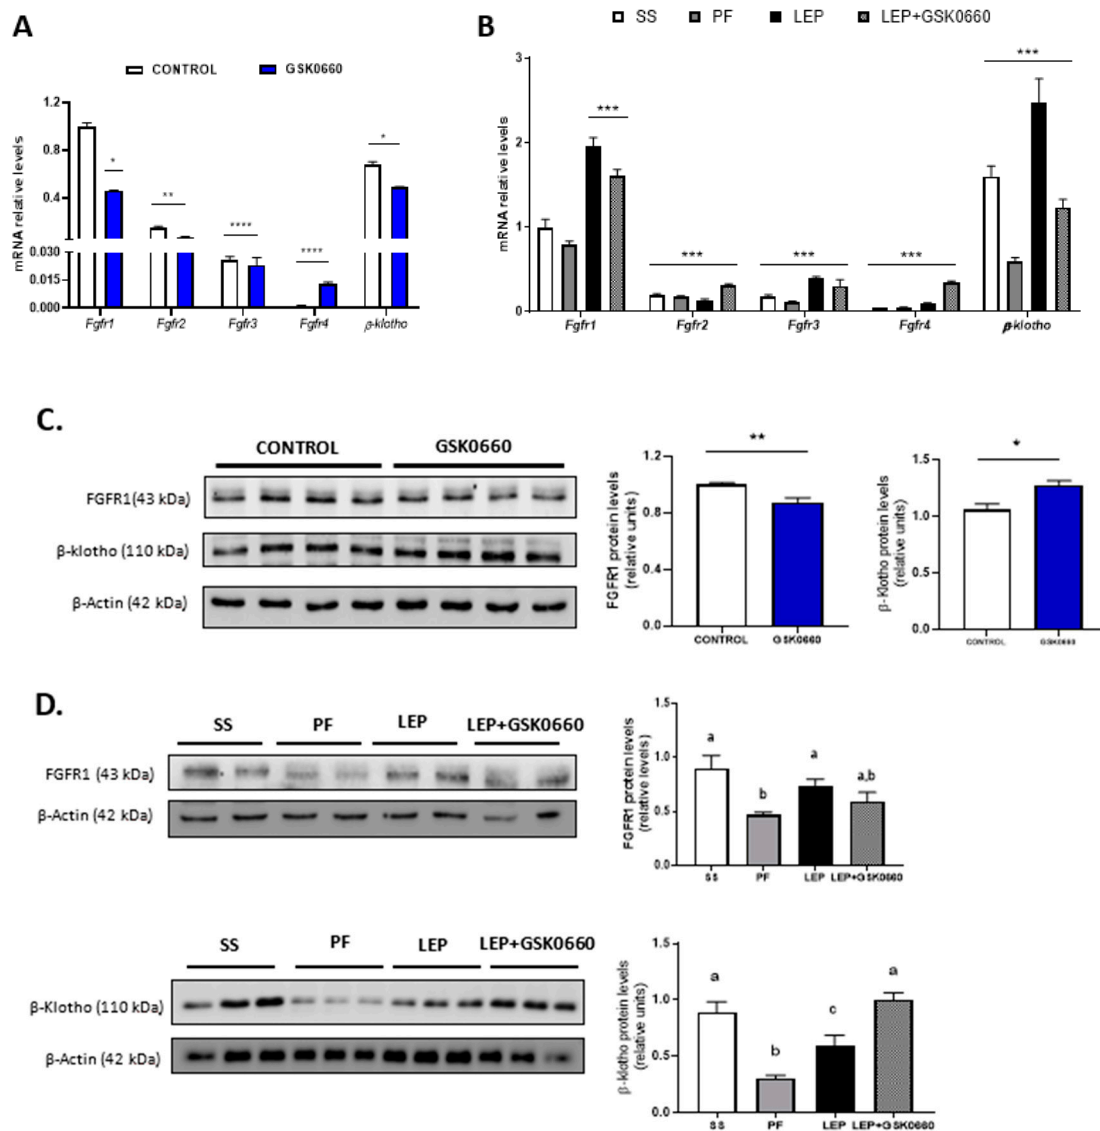 A
CONTROL GSK0660
mRNA relative levels
1.2
0.8
0.4
0.030
0.015
0.000
*
**
****
****
*
Fgfr1 Fgfr2 Fgfr3 Fgfr4 β-klotho
B
SS PF LEP LEP+GSK0660
mRNA relative levels
3
2
1
0
***
***
***
***
***
Fgfr1 Fgfr2 Fgfr3 Fgfr4 β-klotho
C.
CONTROL GSK0660
FGFR1(43 kDa)
β-klotho (110 kDa)
β-Actin (42 kDa)
FGFR1 protein levels
(relative units)
1.2
0.8
0.4
0.0
**
CONTROL GSK0660
β-Klotho protein levels
(relative units)
1.5
1.0
0.5
0.0
*
CONTROL GSK0660
D.
SS PF LEP LEP+GSK0660
FGFR1 (43 kDa)
β-Actin (42 kDa)
FGFR1 protein levels
(relative levels)
1.5
1.0
0.5
0.0
a b a a,b
SS PF LEP LEP+GSK0660
SS PF LEP LEP+GSK0660
β-Klotho (110 kDa)
β-Actin (42 kDa)
β-klotho protein levels
(relative units)
1.5
1.0
0.5
0.0
a b c a
SS PF LEP LEP+GSK0660